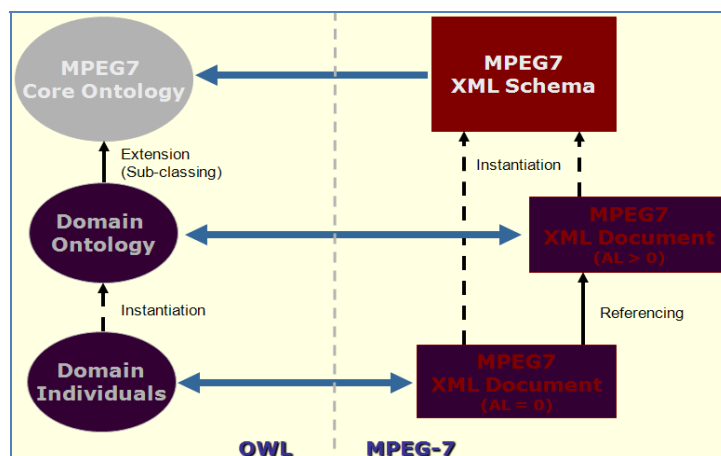 MPEG7
Core Ontology
MPEG7
XML Schema
Extension
(Sub-classing)
Instantiation
Domain
Ontology
MPEG7
XML Document
(AL > 0)
Instantiation
Referencing
Domain
Individuals
MPEG7
XML Document
(AL = 0)
OWL
MPEG-7